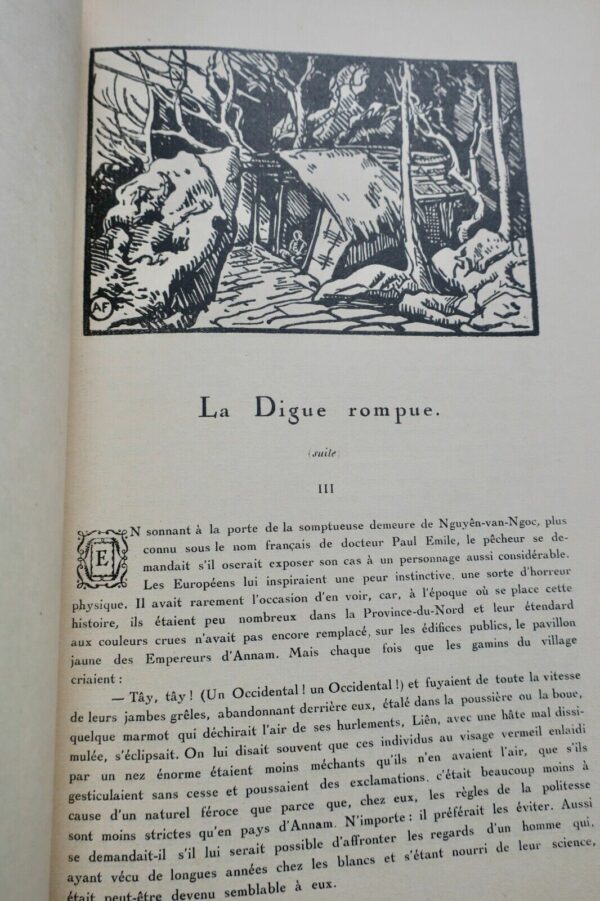 AF
La Digue rompue.
(suite)
III
EN sonnant à la porte de la somptueuse demeure de Nguyên-van-Ngoc, plus
connu sous le nom français de docteur Paul Emile, le pêcheur se de-
mandait s'il oserait exposer son cas à un personnage aussi considérable.
Les Européens lui inspiraient une peur instinctive, une sorte d'horreur
physique. Il avait rarement l'occasion d'en voir, car, à l'époque où se place cette
histoire, ils étaient peu nombreux dans la Province-du-Nord et leur étendard
aux couleurs crues n'avait pas encore remplacé, sur les édifices publics, le pavillon
jaune des Empereurs d'Annam. Mais chaque fois que les gamins du village
criaient :
— Tây, tây ! (Un Occidental ! un Occidental !) et fuyaient de toute la vitesse
de leurs jambes grêles, abandonnant derrière eux, étalé dans la poussière ou la boue,
quelque marmot qui déchirait l'air de ses hurlements, Liên, avec une hâte mal dissi-
mulée, s'éclipsait. On lui disait souvent que ces individus au visage vermeil enlaidi
par un nez énorme étaient moins méchants qu'ils n'en avaient l'air, que s'ils
gesticulaient sans cesse et poussaient des exclamations, c'était beaucoup moins à
cause d'un naturel féroce que parce que, chez eux, les règles de la politesse
sont moins strictes qu'en pays d'Annam. N'importe : il préférait les éviter. Aussi
se demandait-il s'il lui serait possible d'affronter les regards d'un homme qui,
ayant vécu de longues années chez les blancs et s'étant nourri de leur science,
était peut-être devenu semblable à eux.